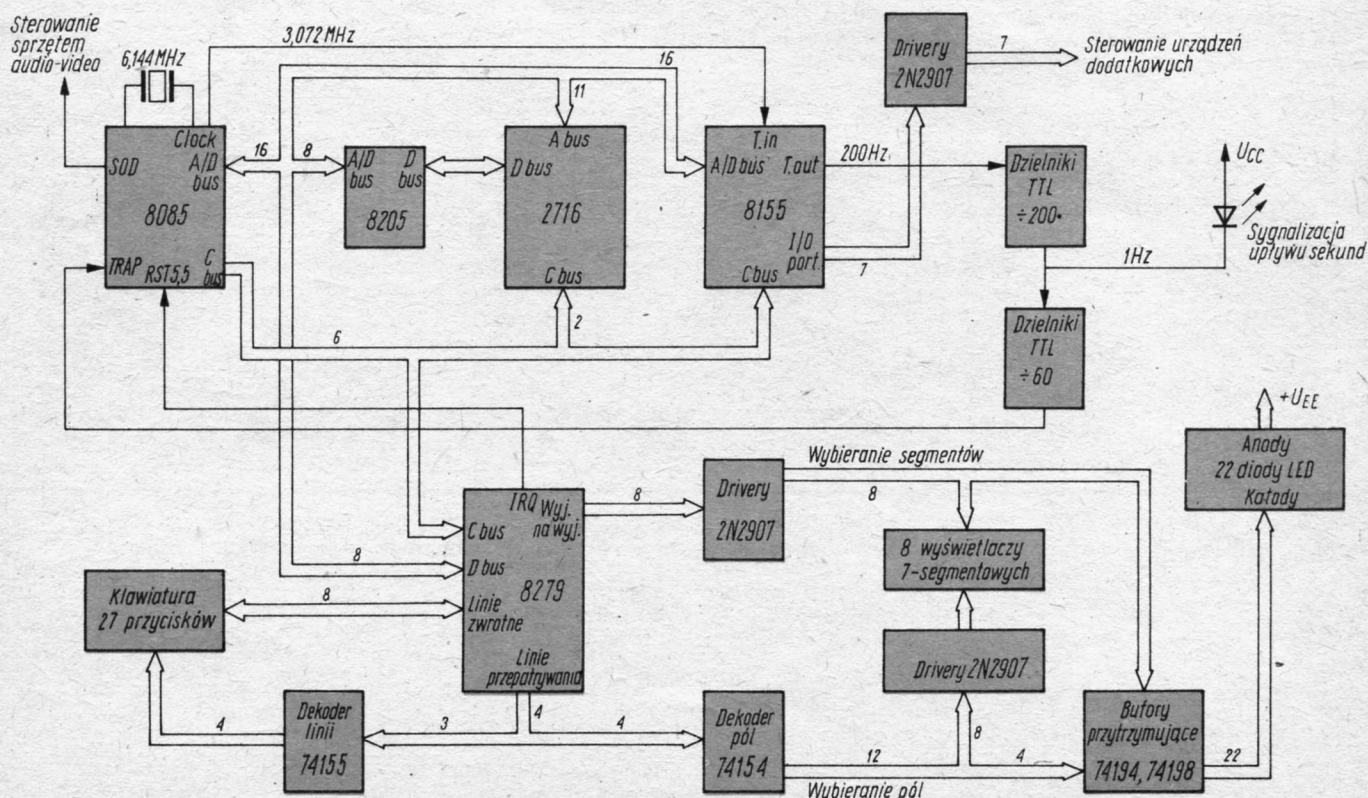 Sterowanie
sprzętem
audio-video
6,144 MHz
3,072 MHz
Clock
A/D
bus
SOD
8085
TRAP
RST5,5
C
bus
16
8
A/D
bus
D
bus
8205
11
A bus
D bus
2716
C bus
16
T.in
A/D bus
T.out
8155
I/O
port.
C bus
Drivery
2N2907
7
Sterowanie urządzeń
dodatkowych
200 Hz
7
Dzielniki
TTL
÷200
UCC
Sygnalizacja
upływu sekund
1Hz
Dzielniki
TTL
÷60
6
2
+UEE
Anody
22 diody LED
Katody
IRQ
Wyj.
na wyj.
C bus
D bus
8279
Linie
zwrotne
Linie
przepatrywania
8
Drivery
2N2907
Wybieranie segmentów
8
8 wyświetlaczy
7-segmentowych
Drivery 2N2907
8
Klawiatura
27 przycisków
8
4
Dekoder
linii
74155
3
4
4
Dekoder
pól
74154
12
Wybieranie pól
8
4
Bufory
przytrzymujące
74194, 74198
22